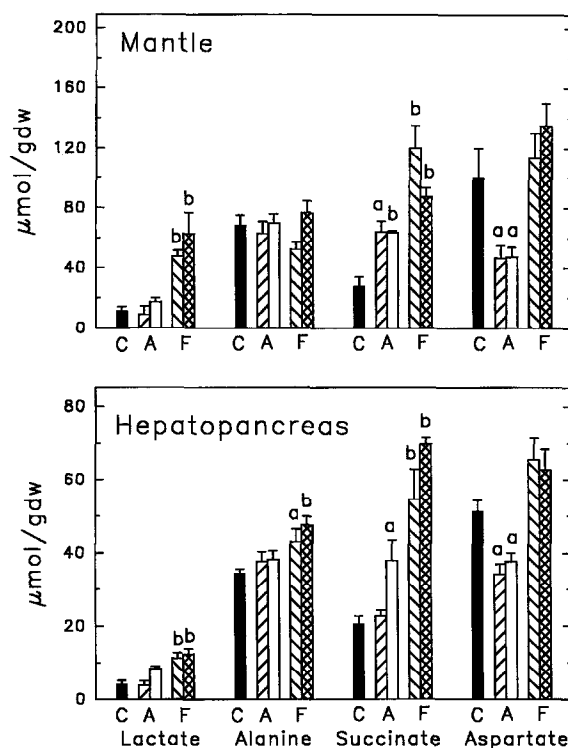 Mantle
μmol/gdw
200
160
120
80
40
0
b
b
a
b
b
b
a
a
C A F C A F C A F C A F
Hepatopancreas
μmol/gdw
80
60
40
20
0
b b
a
b
a
b
b
a
a
C A F C A F C A F C A F
Lactate Alanine Succinate Aspartate